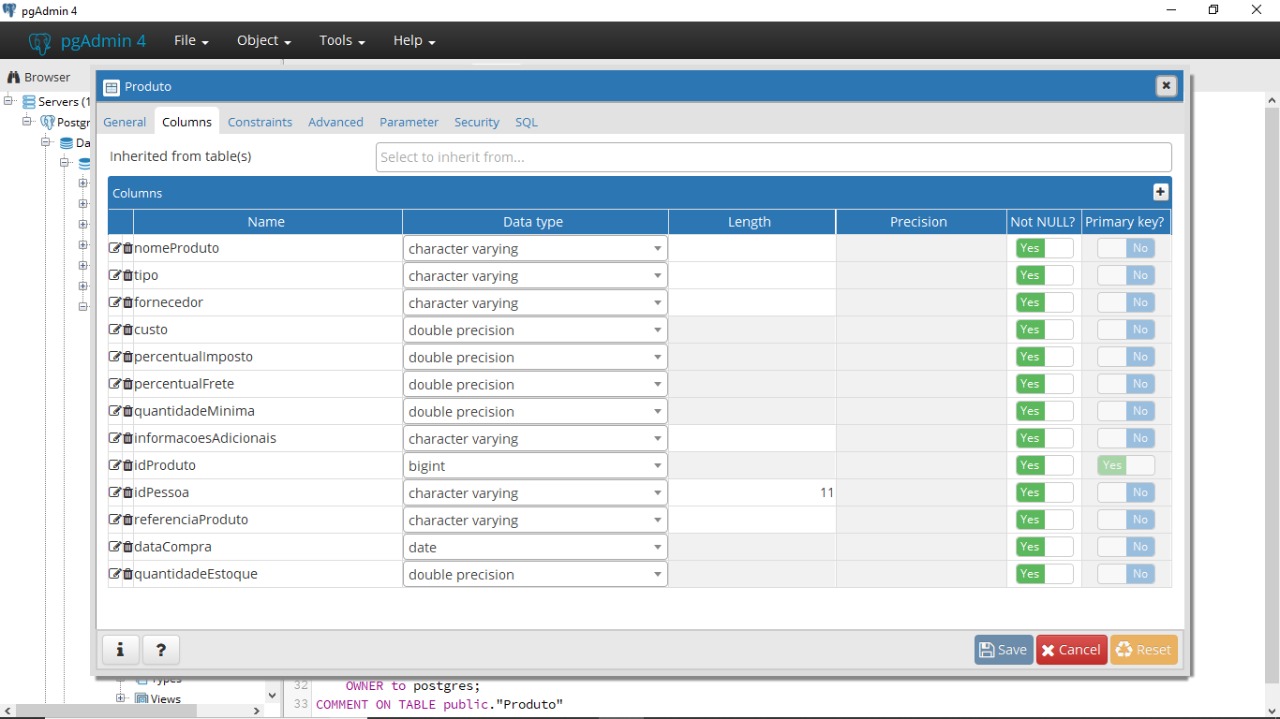 pgAdmin 4
pgAdmin 4 File Object Tools Help
Browser
Produto
Servers (1
General Columns Constraints Advanced Parameter Security SQL
Postgr
Da
Inherited from table(s) Select to inherit from...
Columns
Name Data type Length Precision Not NULL? Primary key?
nomeProduto character varying Yes No
tipo character varying Yes No
fornecedor character varying Yes No
custo double precision Yes No
percentualImposto double precision Yes No
percentualFrete double precision Yes No
quantidadeMinima double precision Yes No
informacoesAdicionais character varying Yes No
idProduto bigint Yes Yes
idPessoa character varying 11 Yes No
referenciaProduto character varying Yes No
dataCompra date Yes No
quantidadeEstoque double precision Yes No
i ? Save Cancel Reset
Types
32 OWNER to postgres;
Views
33 COMMENT ON TABLE public."Produto"